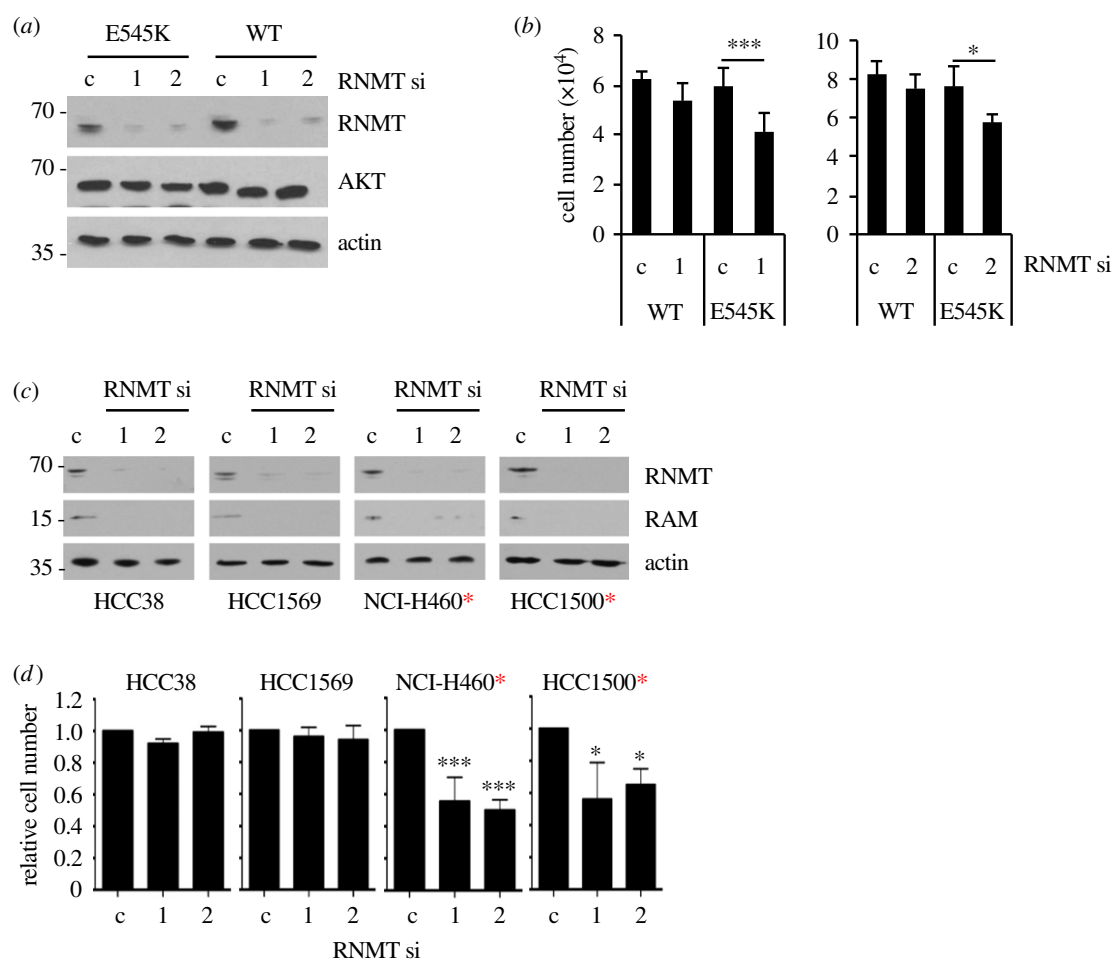 (a)
E545K WT
c 1 2 c 1 2 RNMT si
70 - RNMT
70 - AKT
35 - actin
(b)
cell number (×10⁴)
8
6
4
2
0
***
c 1 c 1
WT E545K
10
8
6
4
2
0
*
c 2 c 2 RNMT si
WT E545K
(c)
RNMT si RNMT si RNMT si RNMT si
c 1 2 c 1 2 c 1 2 c 1 2
70 - RNMT
15 - RAM
35 - actin
HCC38 HCC1569 NCI-H460* HCC1500*
(d)
HCC38 HCC1569 NCI-H460* HCC1500*
relative cell number
1.2
1.0
0.8
0.6
0.4
0.2
0
*** *** * *
c 1 2 c 1 2 c 1 2 c 1 2
RNMT si